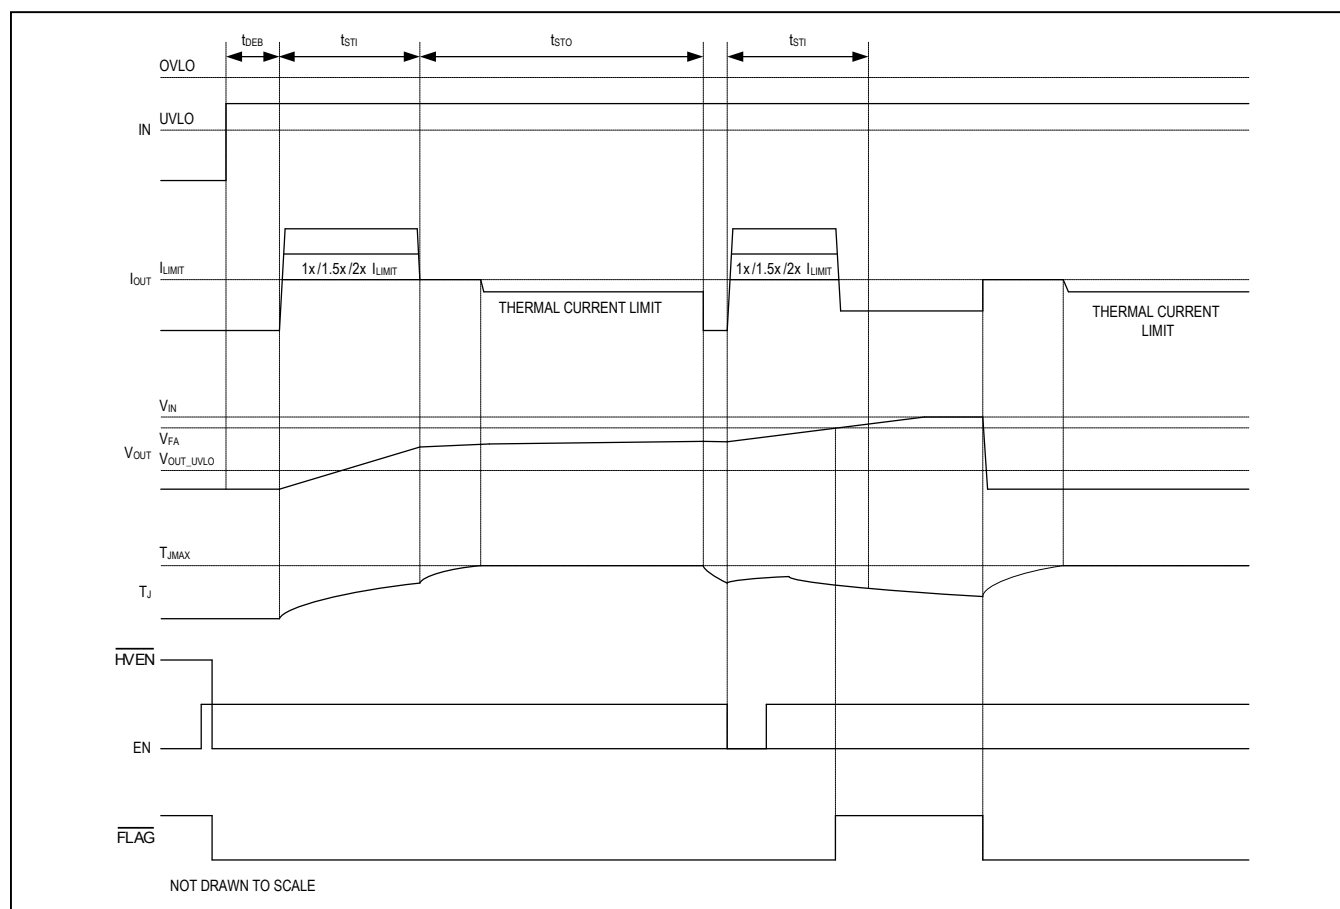 tDEB
tSTI
tSTO
tSTI
OVLO
UVLO
IN
1x/1.5x/2x ILIMIT
1x/1.5x/2x ILIMIT
ILIMIT
IOUT
THERMAL CURRENT LIMIT
THERMAL CURRENT
LIMIT
VIN
VFA
VOUT
VOUT_UVLO
TJMAX
TJ
HVEN
EN
FLAG
NOT DRAWN TO SCALE